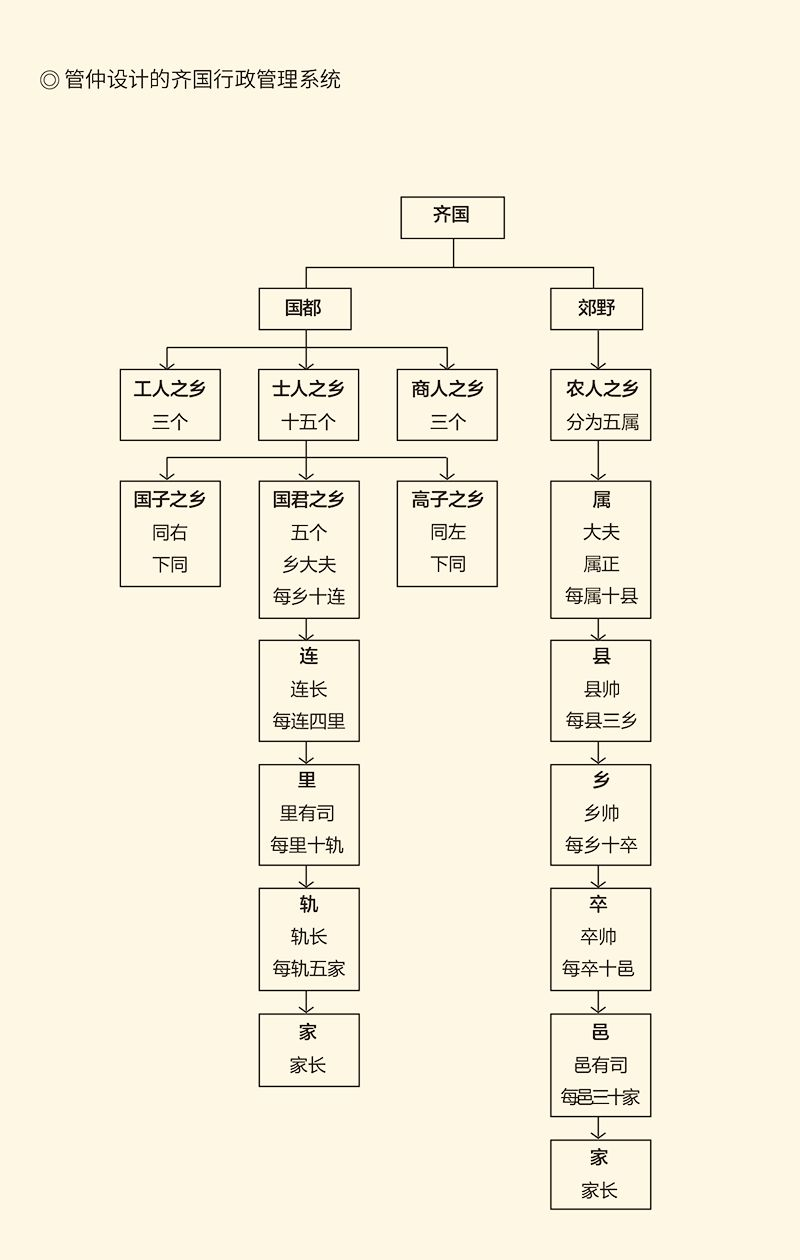 ◎ 管仲设计的齐国行政管理系统
齐国
国都
郊野
工人之乡
三个
士人之乡
十五个
商人之乡
三个
农人之乡
分为五属
国子之乡
同右
下同
国君之乡
五个
乡大夫
每乡十连
高子之乡
同左
下同
属
大夫
属正
每属十县
连
连长
每连四里
县
县帅
每县三乡
里
里有司
每里十轨
乡
乡帅
每乡十卒
轨
轨长
每轨五家
卒
卒帅
每卒十邑
家
家长
邑
邑有司
每邑三十家
家
家长